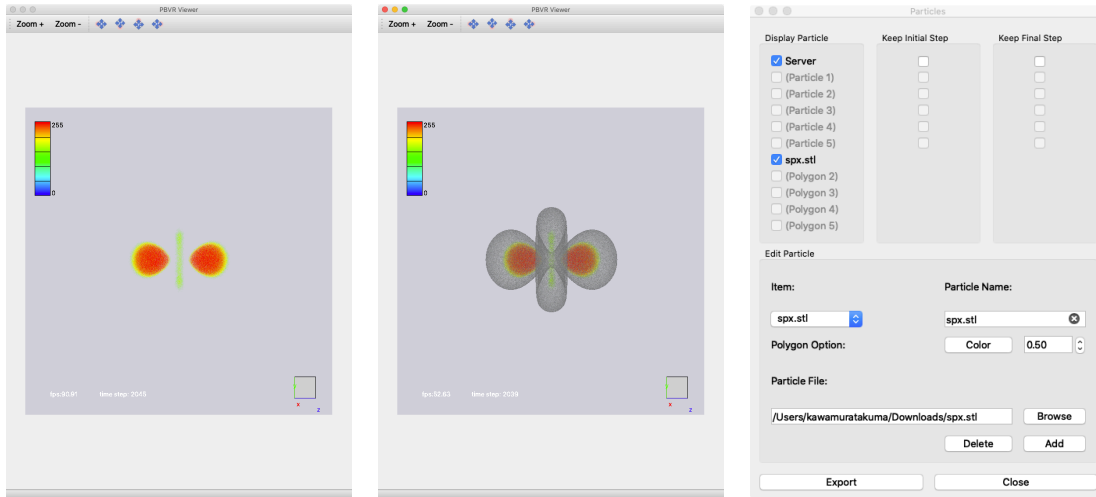 PBVR Viewer
Zoom + Zoom -
255
0
time step: 2045
x
z
PBVR Viewer
Zoom + Zoom -
255
0
fps:52.63 time step: 2039
x
z
Particles
Display Particle Keep Initial Step Keep Final Step
Server
(Particle 1)
(Particle 2)
(Particle 3)
(Particle 4)
(Particle 5)
spx.stl
(Polygon 2)
(Polygon 3)
(Polygon 4)
(Polygon 5)
Edit Particle
Item: Particle Name:
spx.stl spx.stl
Polygon Option: Color 0.50
Particle File:
/Users/kawamuratakuma/Downloads/spx.stl Browse
Delete Add
Export Close